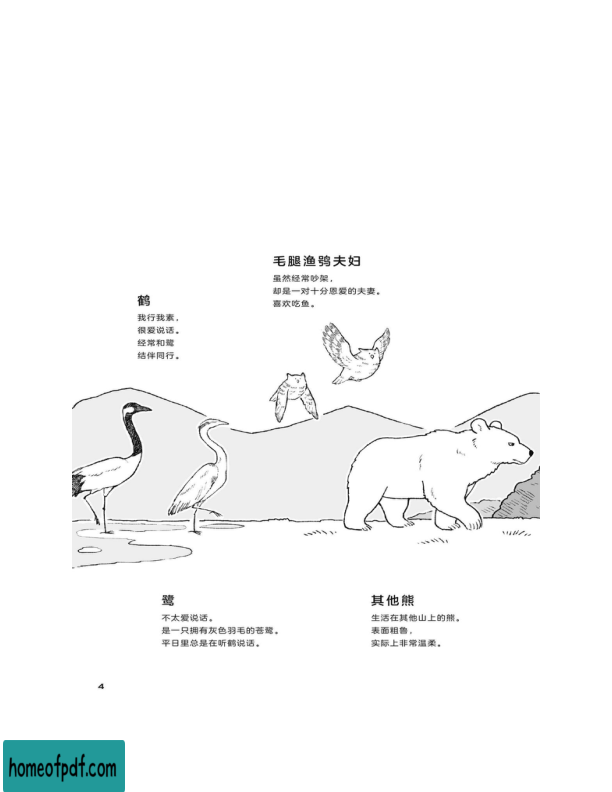 毛腿渔鸮夫妇
虽然经常吵架，
却是一对十分恩爱的夫妻。
喜欢吃鱼。
鹤
我行我素，
很爱说话。
经常和鹭
结伴同行。
鹭
不太爱说话。
是一只拥有灰色羽毛的苍鹭。
平日里总是在听鹤说话。
其他熊
生活在其他山上的熊。
表面粗鲁，
实际上非常温柔。
4
homeofpdf.com